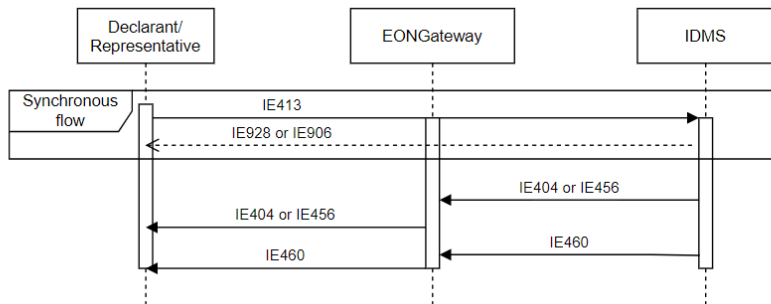 Declarant/
Representative
EONGateway
IDMS
Synchronous
flow
IE413
IE928 or IE906
IE404 or IE456
IE404 or IE456
IE460
IE460